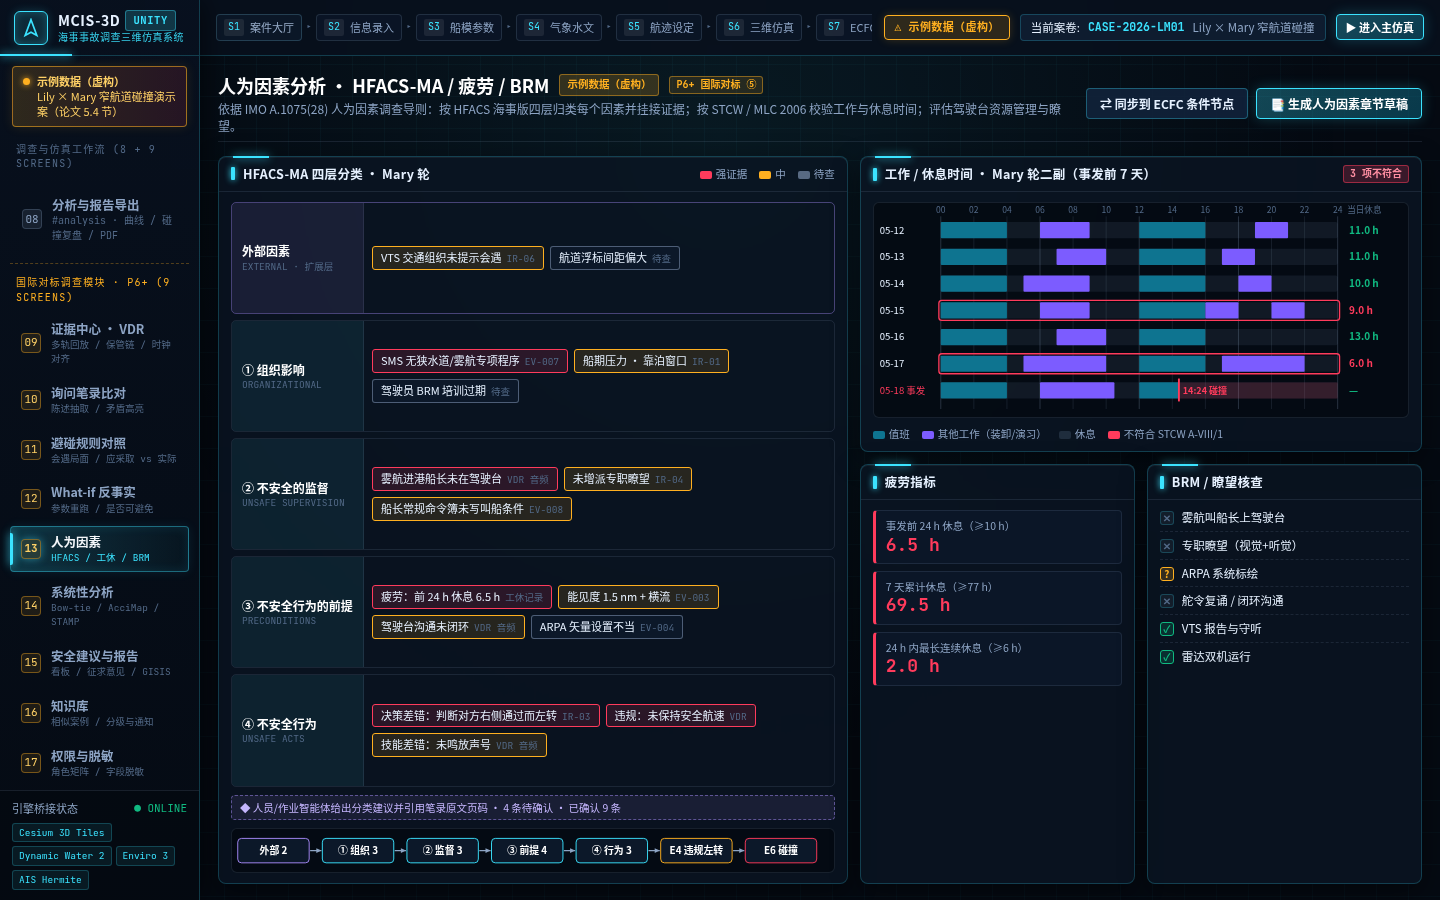 MCIS-3D UNITY
海事事故调查三维仿真系统
S1 案件大厅
S2 信息录入
S3 船模参数
S4 气象水文
S5 航迹设定
S6 三维仿真
S7 ECFC
⚠ 示例数据（虚构）
当前案卷: CASE-2026-LM01 Lily × Mary 窄航道碰撞
▶ 进入主仿真
示例数据（虚构）
Lily × Mary 窄航道碰撞演示
案（论文 5.4 节）
调查与仿真工作流 (8 + 9
SCREENS)
08 分析与报告导出
#analysis · 曲线 / 碰
撞复盘 / PDF
国际对标调查模块 · P6+ (9
SCREENS)
09 证据中心 · VDR
多轨回放 / 保管链 / 时钟
对齐
10 询问笔录比对
陈述抽取 / 矛盾高亮
11 避碰规则对照
会遇局面 / 应采取 vs 实际
12 What-if 反事实
参数重跑 / 是否可避免
13 人为因素
HFACS / 工休 / BRM
14 系统性分析
Bow-tie / AcciMap /
STAMP
15 安全建议与报告
看板 / 征求意见 / GISIS
16 知识库
相似案例 / 分级与通知
17 权限与脱敏
角色矩阵 / 字段脱敏
引擎桥接状态 ● ONLINE
Cesium 3D Tiles
Dynamic Water 2 Enviro 3
AIS Hermite
人为因素分析 · HFACS-MA / 疲劳 / BRM 示例数据（虚构） P6+ 国际对标 ⑤
依据 IMO A.1075(28) 人为因素调查导则：按 HFACS 海事版四层归类每个因素并挂接证据；按 STCW / MLC 2006 校验工作与休息时间；评估驾驶台资源管理与瞭
望。
⇄ 同步到 ECFC 条件节点
📑 生成人为因素章节草稿
HFACS-MA 四层分类 · Mary 轮
强证据 中 待查
外部因素
EXTERNAL · 扩展层
VTS 交通组织未提示会遇 IR-06
航道浮标间距偏大 待查
① 组织影响
ORGANIZATIONAL
SMS 无狭水道/雾航专项程序 EV-007
船期压力 · 靠泊窗口 IR-01
驾驶员 BRM 培训过期 待查
② 不安全的监督
UNSAFE SUPERVISION
雾航进港船长未在驾驶台 VDR 音频
未增派专职瞭望 IR-04
船长常规命令簿未写叫船条件 EV-008
③ 不安全行为的前提
PRECONDITIONS
疲劳：前 24 h 休息 6.5 h 工休记录
能见度 1.5 nm + 横流 EV-003
驾驶台沟通未闭环 VDR 音频
ARPA 矢量设置不当 EV-004
④ 不安全行为
UNSAFE ACTS
决策差错：判断对方右侧通过而左转 IR-03
违规：未保持安全航速 VDR
技能差错：未鸣放声号 VDR 音频
◆ 人员/作业智能体给出分类建议并引用笔录原文页码 · 4 条待确认 · 已确认 9 条
外部 2
① 组织 3
② 监督 3
③ 前提 4
④ 行为 3
E4 违规左转
E6 碰撞
工作 / 休息时间 · Mary 轮二副（事发前 7 天）
3 项不符合
00 02 04 06 08 10 12 14 16 18 20 22 24 当日休息
05-12 11.0 h
05-13 11.0 h
05-14 10.0 h
05-15 9.0 h
05-16 13.0 h
05-17 6.0 h
05-18 事发 14:24 碰撞 —
值班 其他工作（装卸/演习） 休息 不符合 STCW A-VIII/1
疲劳指标
事发前 24 h 休息（≥10 h）
6.5 h
7 天累计休息（≥77 h）
69.5 h
24 h 内最长连续休息（≥6 h）
2.0 h
BRM / 瞭望核查
✕ 雾航叫船长上驾驶台
✕ 专职瞭望（视觉+听觉）
? ARPA 系统标绘
✕ 舵令复诵 / 闭环沟通
✓ VTS 报告与守听
✓ 雷达双机运行